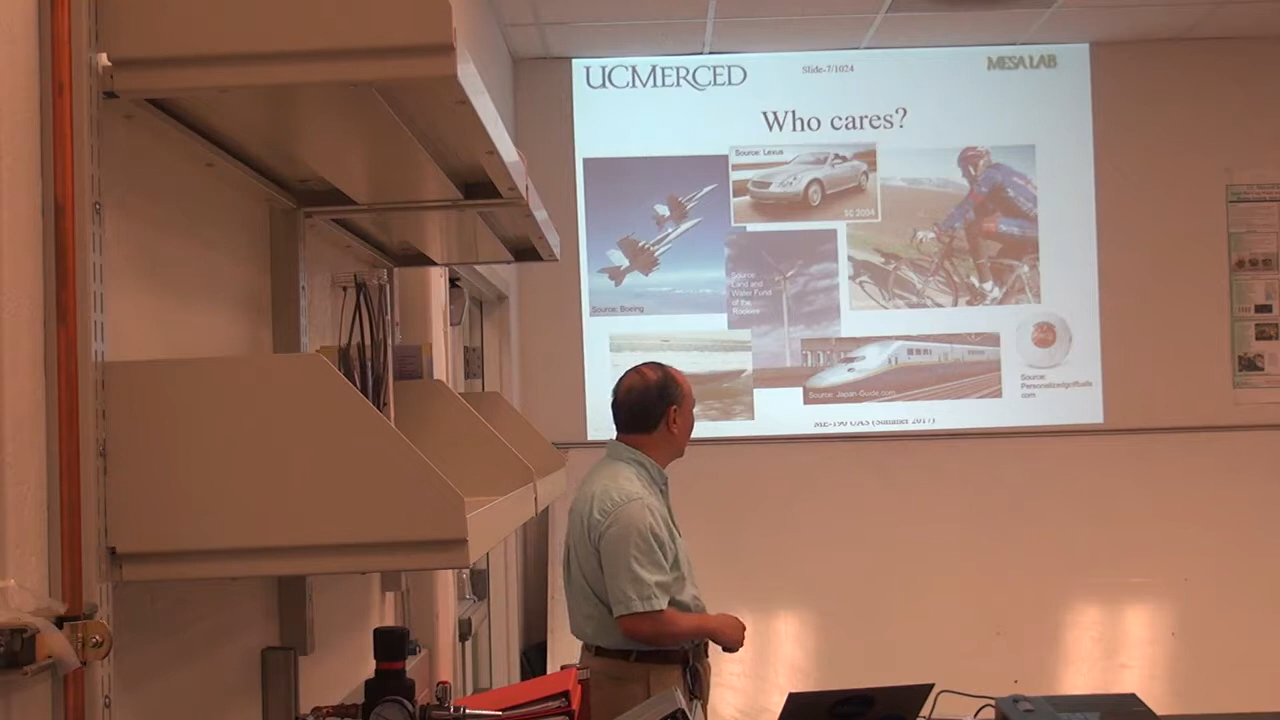 UCMERCED
Slide-7/1024
MESA LAB
Who cares?
Source: Lexus
SC 2004
Source:
Land and
Water Fund
of the
Rockies
Source: Boeing
Source: Japan-Guide.com
Source:
Personalizedgolfballs
com
ME-190 UAS (Summer 2017)